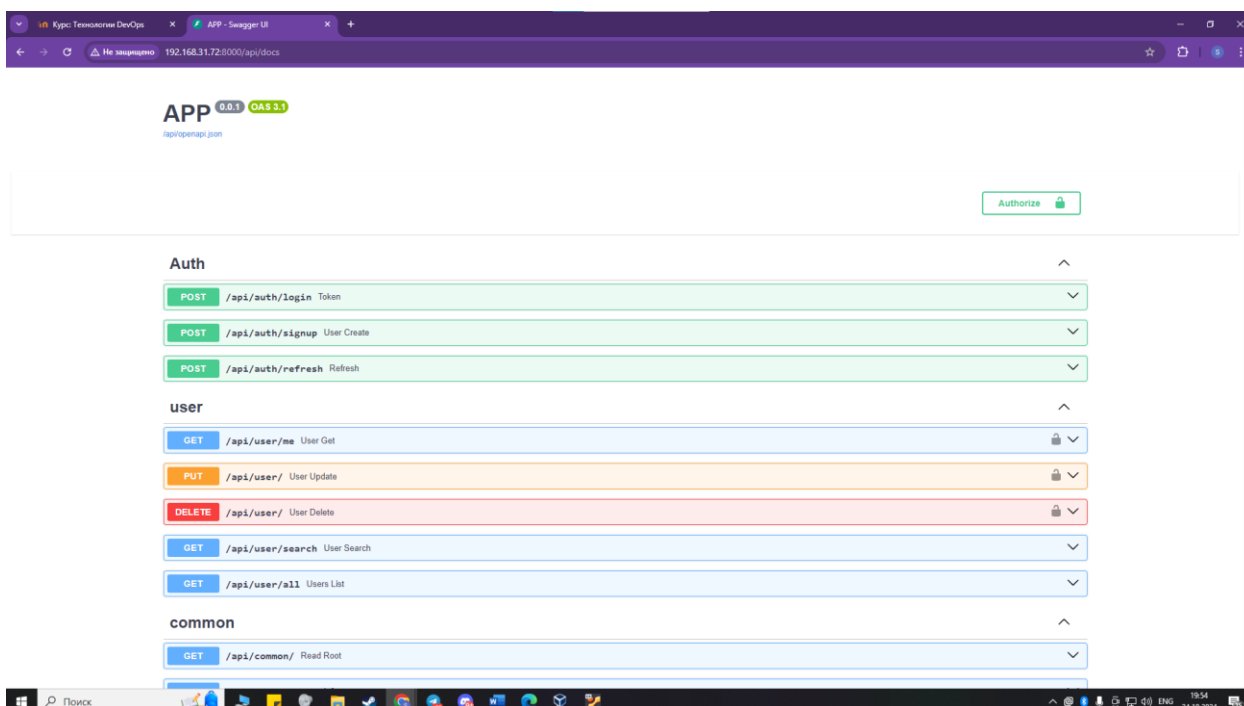 Курс: Технологии DevOps
APP - Swagger UI
Не защищено 192.168.31.72:8000/api/docs
APP 0.0.1 OAS 3.1
/api/openapi.json
Authorize
Auth
POST /api/auth/login Token
POST /api/auth/signup User Create
POST /api/auth/refresh Refresh
user
GET /api/user/me User Get
PUT /api/user/ User Update
DELETE /api/user/ User Delete
GET /api/user/search User Search
GET /api/user/all Users List
common
GET /api/common/ Read Root
Поиск
ENG
19:54